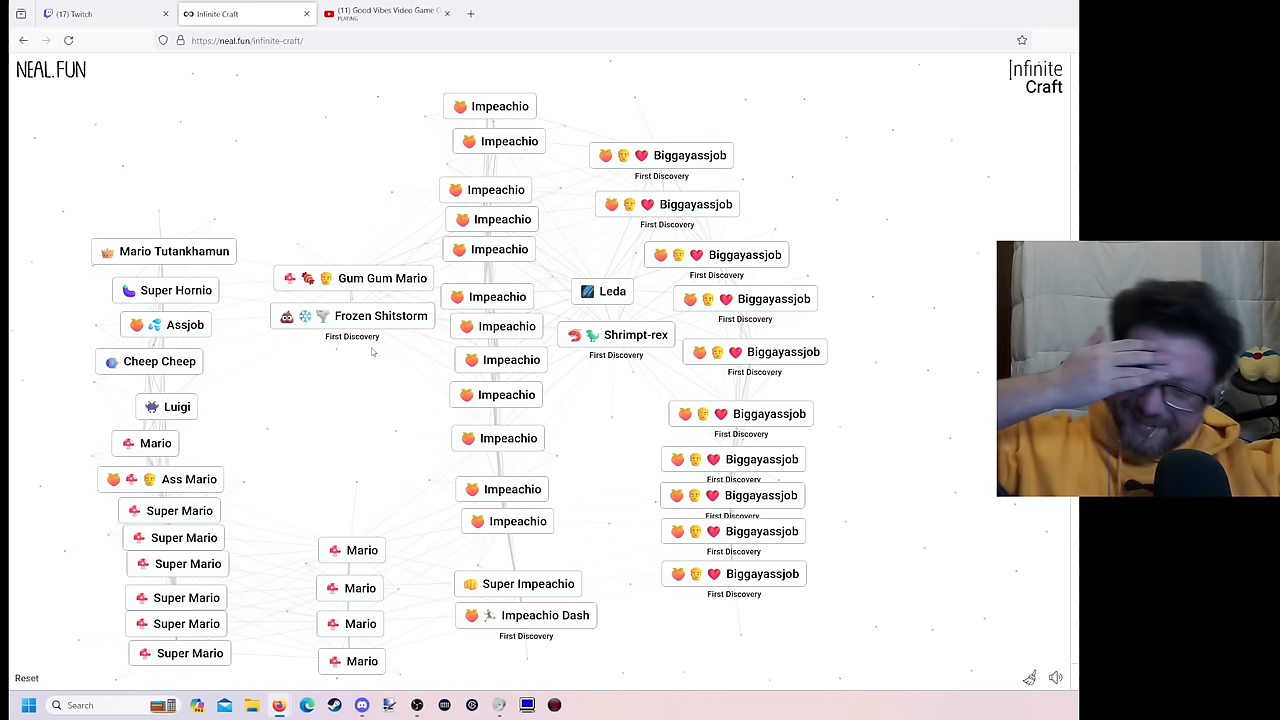 (17) Twitch
Infinite Craft
(11) Good Vibes Video Game
PLAYING
https://neal.fun/infinite-craft/
NEAL.FUN
Infinite
Craft
Impeachio
Impeachio
Impeachio
Impeachio
Impeachio
Impeachio
Impeachio
Impeachio
Impeachio
Impeachio
Impeachio
Impeachio
Super Impeachio
Impeachio Dash
First Discovery
Biggayassjob
First Discovery
Biggayassjob
First Discovery
Biggayassjob
First Discovery
Biggayassjob
First Discovery
Biggayassjob
First Discovery
Biggayassjob
First Discovery
Biggayassjob
First Discovery
Biggayassjob
First Discovery
Biggayassjob
First Discovery
Biggayassjob
First Discovery
Leda
Shrimpt-rex
First Discovery
Mario Tutankhamun
Super Hornio
Assjob
Cheep Cheep
Luigi
Mario
Ass Mario
Super Mario
Super Mario
Super Mario
Super Mario
Super Mario
Super Mario
Gum Gum Mario
Frozen Shitstorm
First Discovery
Mario
Mario
Mario
Mario
Reset
Search